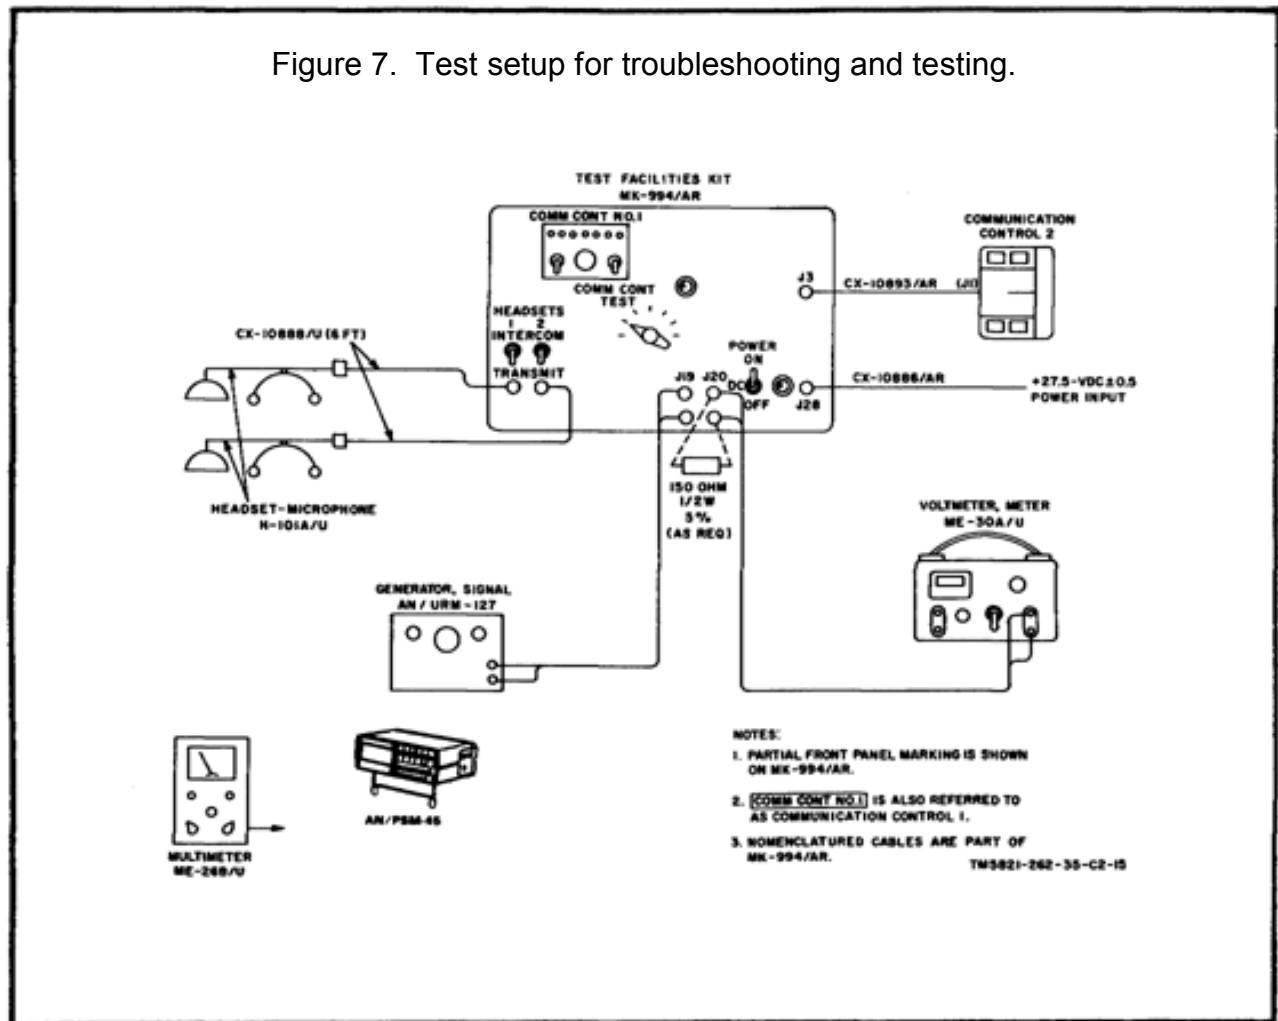 Figure 7.  Test setup for troubleshooting and testing.
TEST FACILITIES KIT
MK-994/AR
COMM CONT NO.1
COMM CONT
TEST
HEADSETS
1 2
INTERCOM
TRANSMIT
J3
CX-10893/AR
(J1)
COMMUNICATION
CONTROL 2
CX-10888/U (6 FT)
POWER
ON
DC
OFF
J19
J20
J28
CX-10886/AR
+27.5-VDC±0.5
POWER INPUT
HEADSET-MICROPHONE
H-101A/U
150 OHM
1/2W
5%
(AS REQ)
VOLTMETER, METER
ME-30A/U
GENERATOR, SIGNAL
AN/URM-127
MULTIMETER
ME-26B/U
AN/PSM-45
NOTES:
1. PARTIAL FRONT PANEL MARKING IS SHOWN
ON MK-994/AR.
2. COMM CONT NO.1 IS ALSO REFERRED TO
AS COMMUNICATION CONTROL 1.
3. NOMENCLATURED CABLES ARE PART OF
MK-994/AR.
TM5821-262-35-C2-15